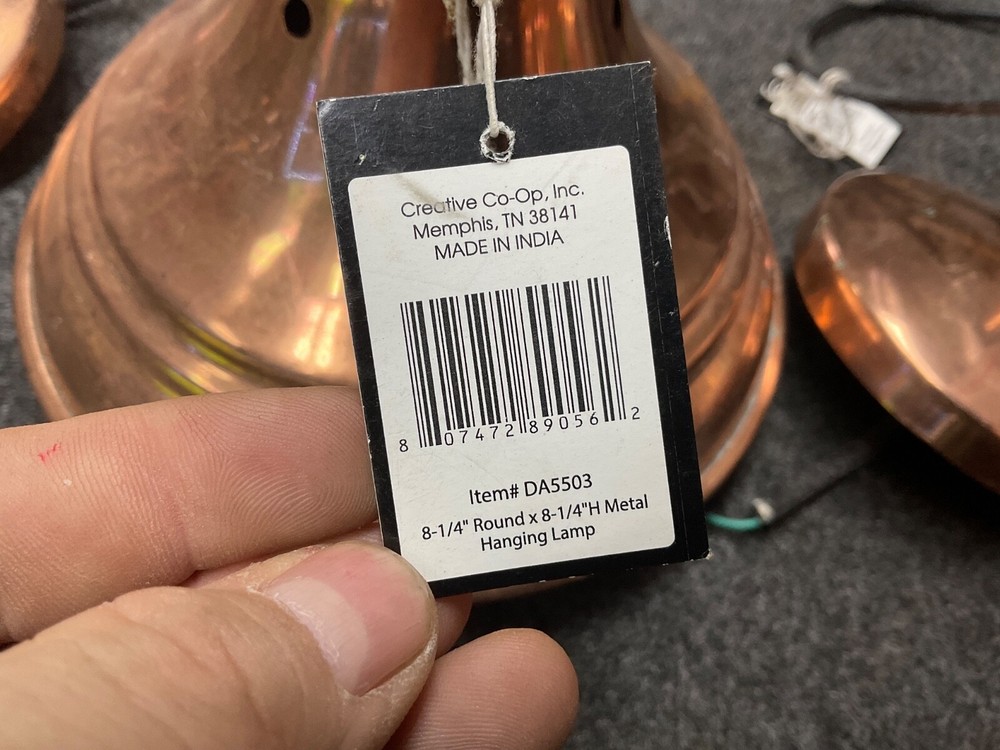 Creative Co-Op, Inc.
Memphis, TN 38141
MADE IN INDIA
8 07472 89056 2
Item# DA5503
8-1/4" Round x 8-1/4"H Metal
Hanging Lamp